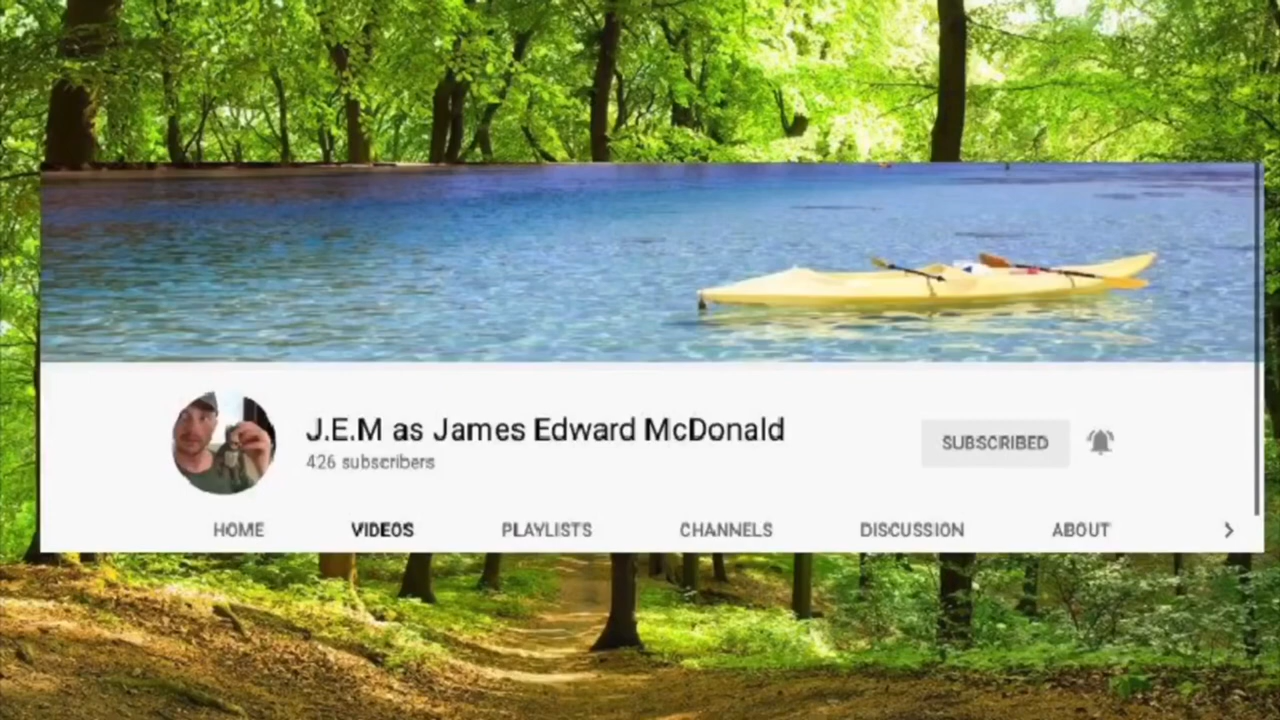 J.E.M as James Edward McDonald
426 subscribers
SUBSCRIBED
HOME VIDEOS PLAYLISTS CHANNELS DISCUSSION ABOUT